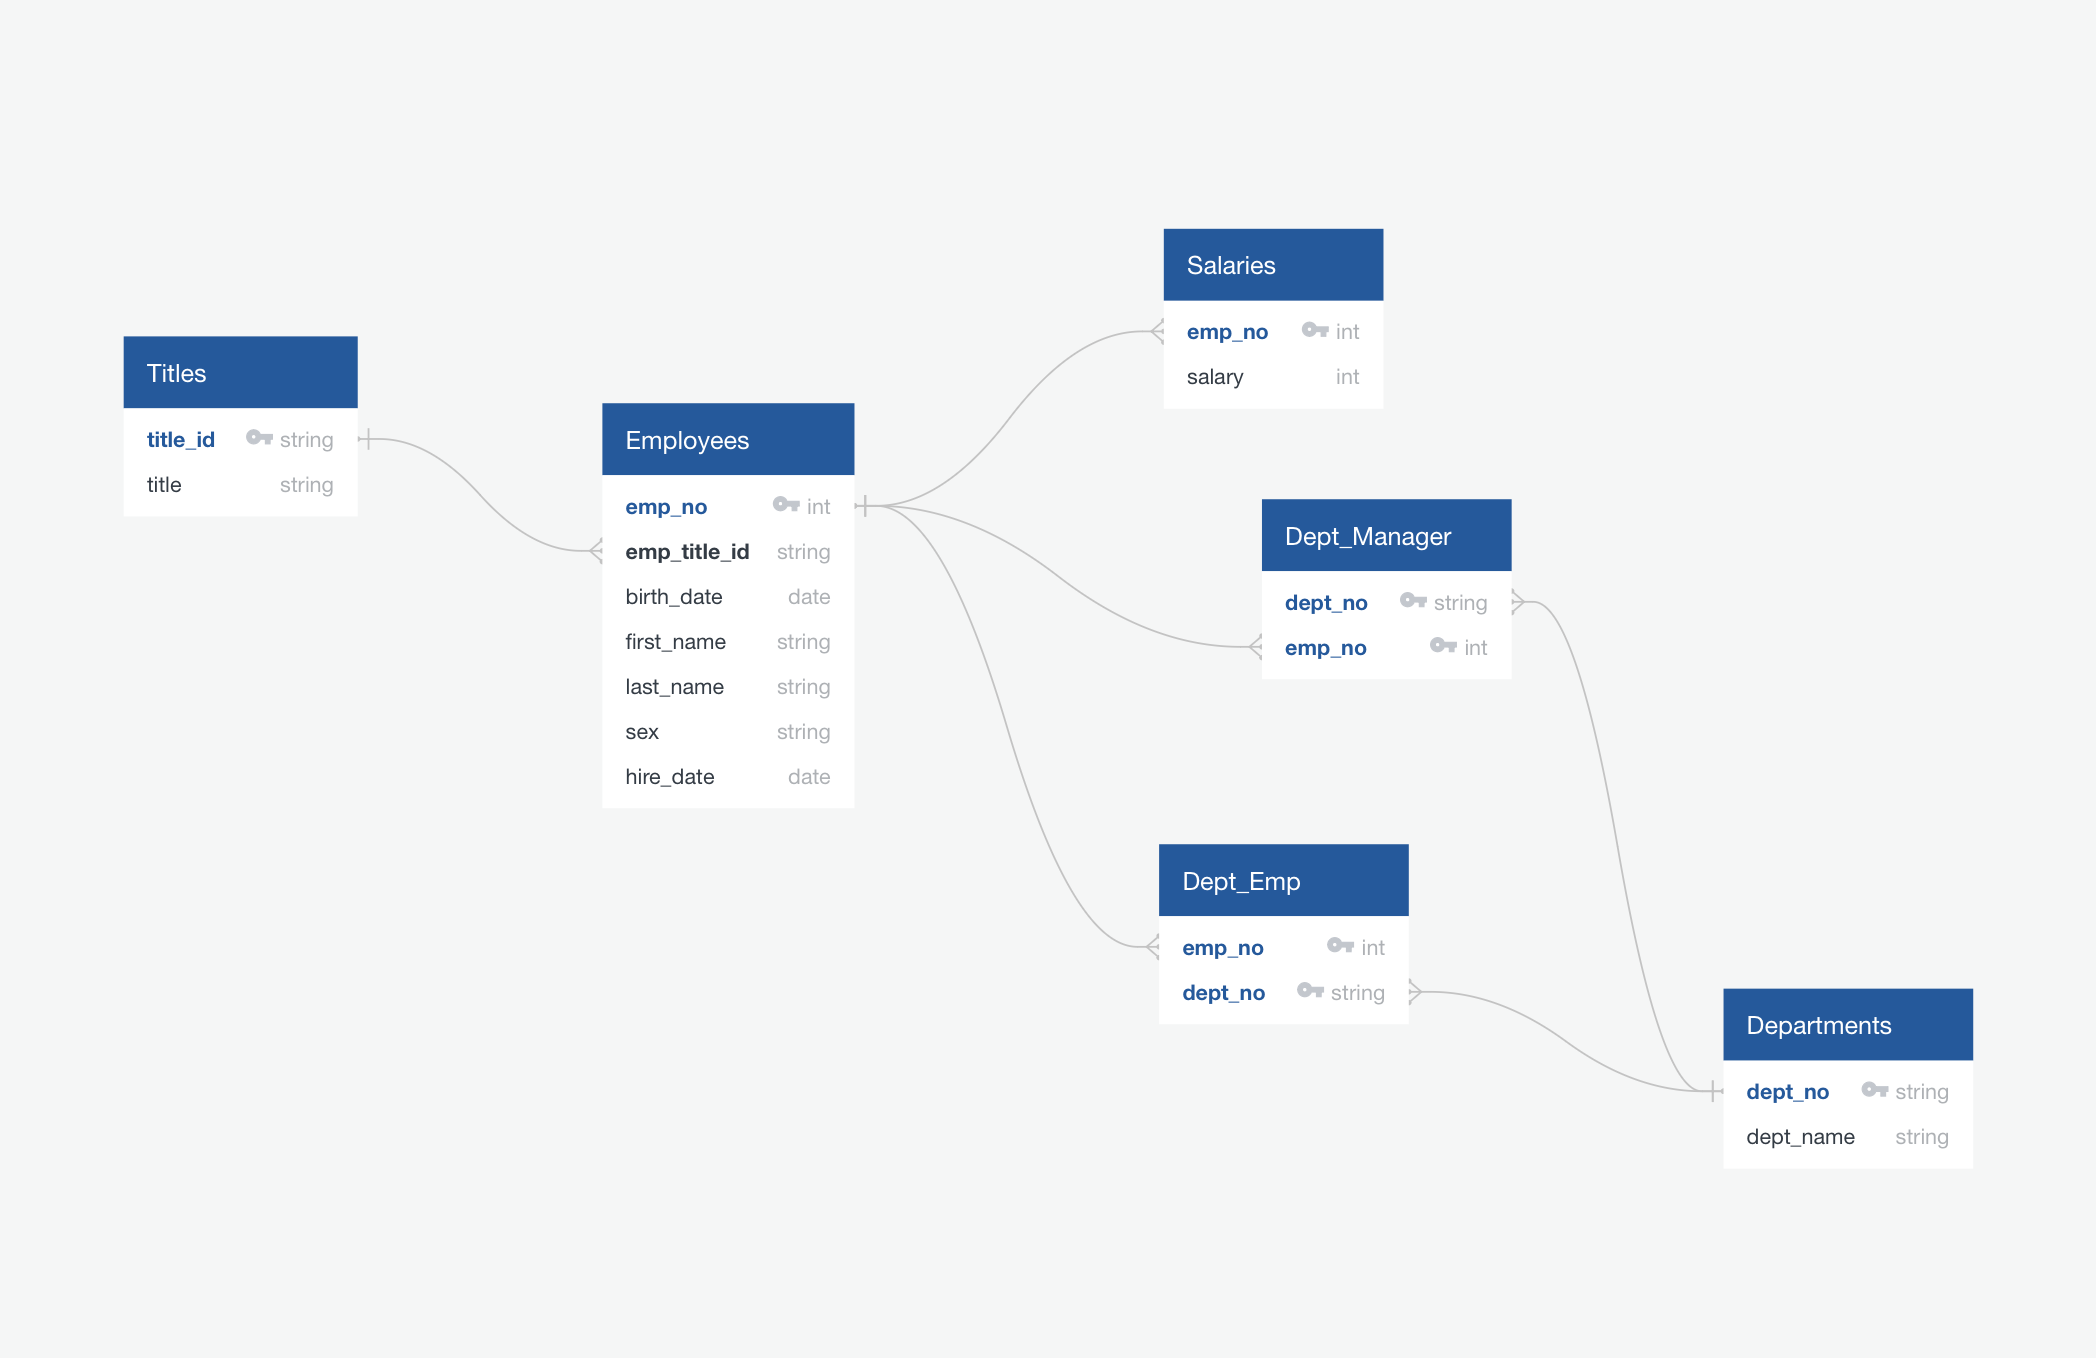 Titles
title_id string
title string
Employees
emp_no int
emp_title_id string
birth_date date
first_name string
last_name string
sex string
hire_date date
Salaries
emp_no int
salary int
Dept_Manager
dept_no string
emp_no int
Dept_Emp
emp_no int
dept_no string
Departments
dept_no string
dept_name string